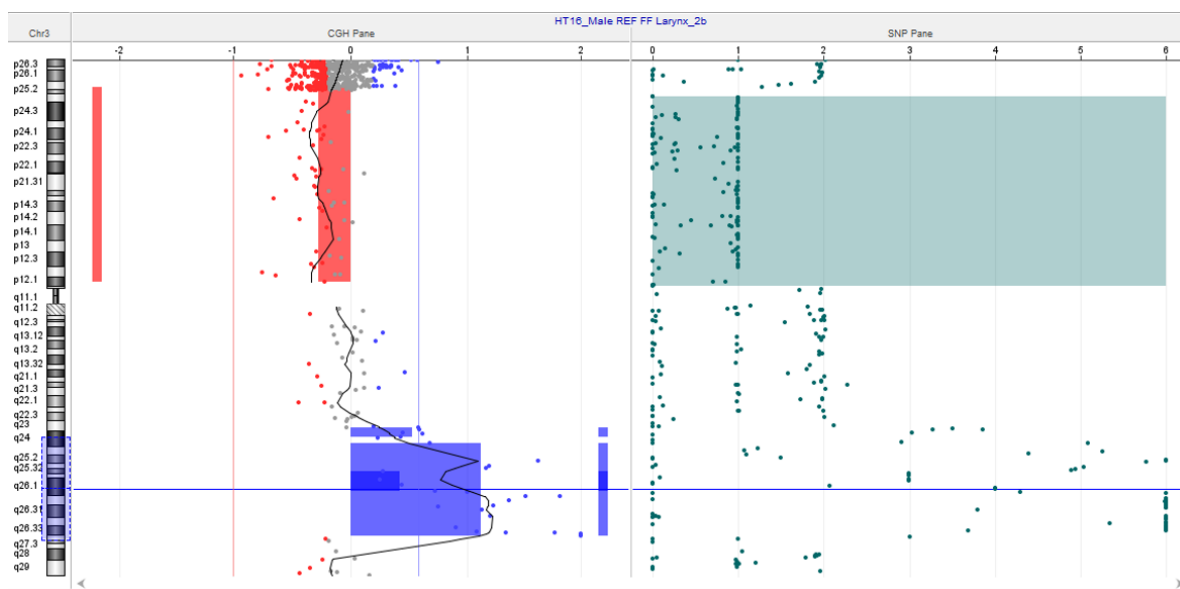 HT16_Male REF FF Larynx_2b
Chr3 CGH Pane SNP Pane
-2 -1 0 1 2 0 1 2 3 4 5 6
p26.3
p26.1
p25.2
p24.3
p24.1
p22.3
p22.1
p21.31
p14.3
p14.2
p14.1
p13
p12.3
p12.1
q11.1
q11.2
q12.3
q13.12
q13.2
q13.32
q21.1
q21.3
q22.1
q22.3
q23
q24
q25.2
q25.32
q26.1
q26.31
q26.33
q27.3
q28
q29